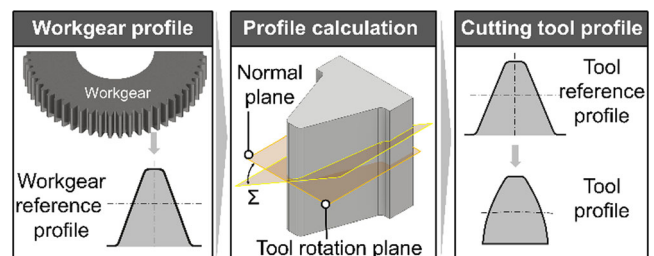 Workgear profile
Workgear
Workgear
reference
profile
Profile calculation
Normal
plane
Σ
Tool rotation plane
Cutting tool profile
Tool
reference
profile
Tool
profile